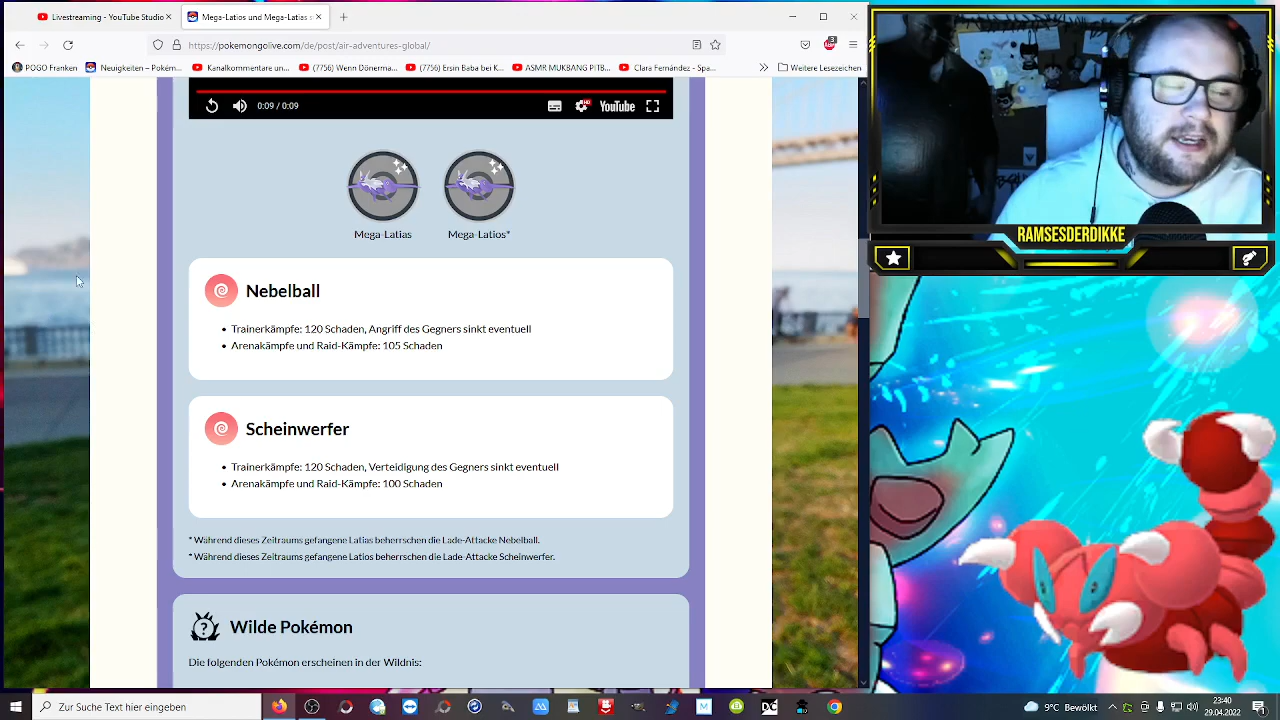 Livestreaming - YouTube Studio
Mega-Latias und Mega-Latios s
https://pokemongolive.com/de/post/air-adventures-global/
POGO Franken
Neuigkeiten – Pokém...
Kanalkommentare un...
(7756) Wenn Dönerma...
(7756) Ersin Baba bei K...
ASMR MUKBANG PITB...
Clara Fernández - Spa...
Weitere Lesezeichen
0:09 / 0:09
YouTube
Mega-Latias
Mega-Latios*
Nebelball
• Trainerkämpfe: 120 Schaden, Angriff des Gegners sinkt eventuell
• Arenakämpfe und Raid-Kämpfe: 105 Schaden
Scheinwerfer
• Trainerkämpfe: 120 Schaden, Verteidigung des Gegners sinkt eventuell
• Arenakämpfe und Raid-Kämpfe: 100 Schaden
* Während dieses Zeitraums gefangene Latias beherrschen die Lade-Attacke Nebelball.
* Während dieses Zeitraums gefangene Latios beherrschen die Lade-Attacke Scheinwerfer.
Wilde Pokémon
Die folgenden Pokémon erscheinen in der Wildnis:
RAMSESDERDIKKE
Zur Suche Text hier eingeben
9°C Bewölkt
23:40
29.04.2022